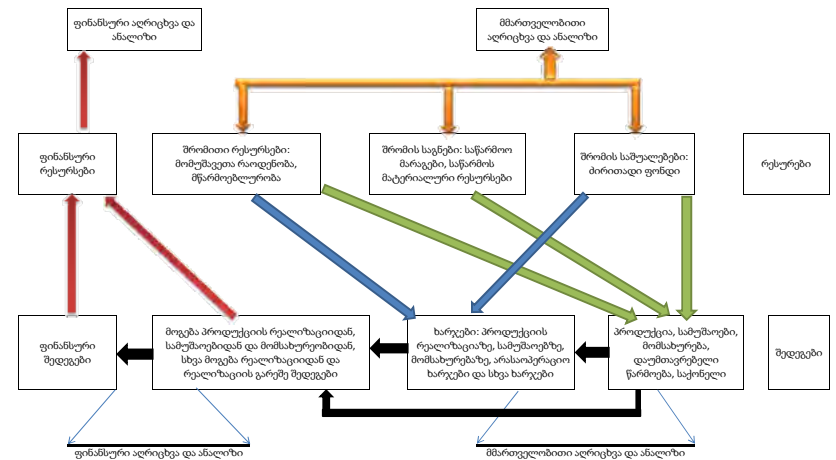 ფინანსური აღრიცხვა და
ანალიზი
მმართველობითი
აღრიცხვა და ანალიზი
ფინანსური
რესურსები
შრომითი რესურსები:
მომუშავეთა რაოდენობა,
მწარმოებლურობა
შრომის საგნები: საწარმოო
მარაგები, საწარმოს
მატერიალური რესურსები
შრომის საშუალებები:
ძირითადი ფონდი
რესურები
ფინანსური
შედეგები
მოგება პროდუქციის რეალიზაციიდან,
სამუშაოებიდან და მომსახურეობიდან,
სხვა მოგება რეალიზაციიდან და
რეალიზაციის გარეშე შედეგები
ხარჯები: პროდუქციის
რეალიზაციაზე, სამუშაოებზე,
მომსახურებაზე, არასაოპერაციო
ხარჯები და სხვა ხარჯები
პროდუქცია, სამუშაოები,
მომსახურება,
დაუმთავრებელი
წარმოება, საქონელი
შედეგები
ფინანსური აღრიცხვა და ანალიზი
მმართველობითი აღრიცხვა და ანალიზი